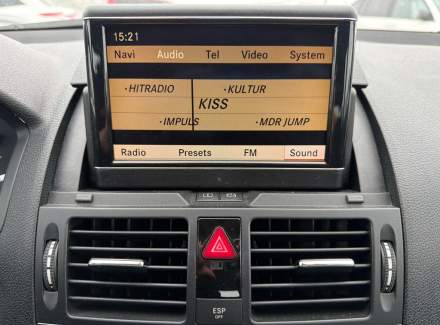 15:21
Navi Audio Tel Video System
·HITRADIO ·KULTUR
KISS
·IMPULS ·MDR JUMP
Radio Presets FM Sound
ESP
OFF